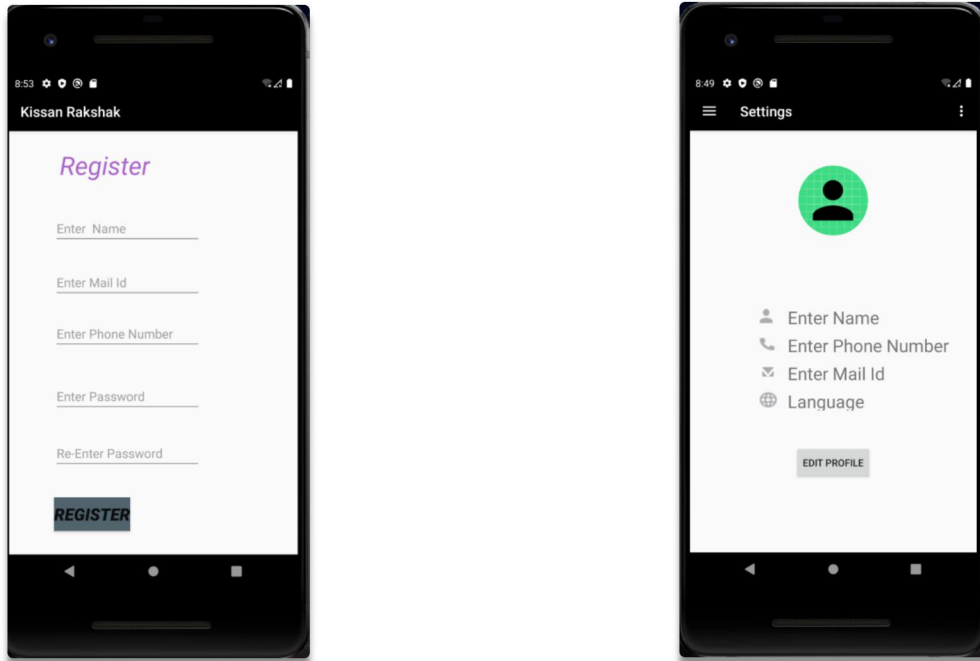 8:53
Kissan Rakshak
Register
Enter Name
Enter Mail Id
Enter Phone Number
Enter Password
Re-Enter Password
REGISTER
8:49
Settings
Enter Name
Enter Phone Number
Enter Mail Id
Language
EDIT PROFILE